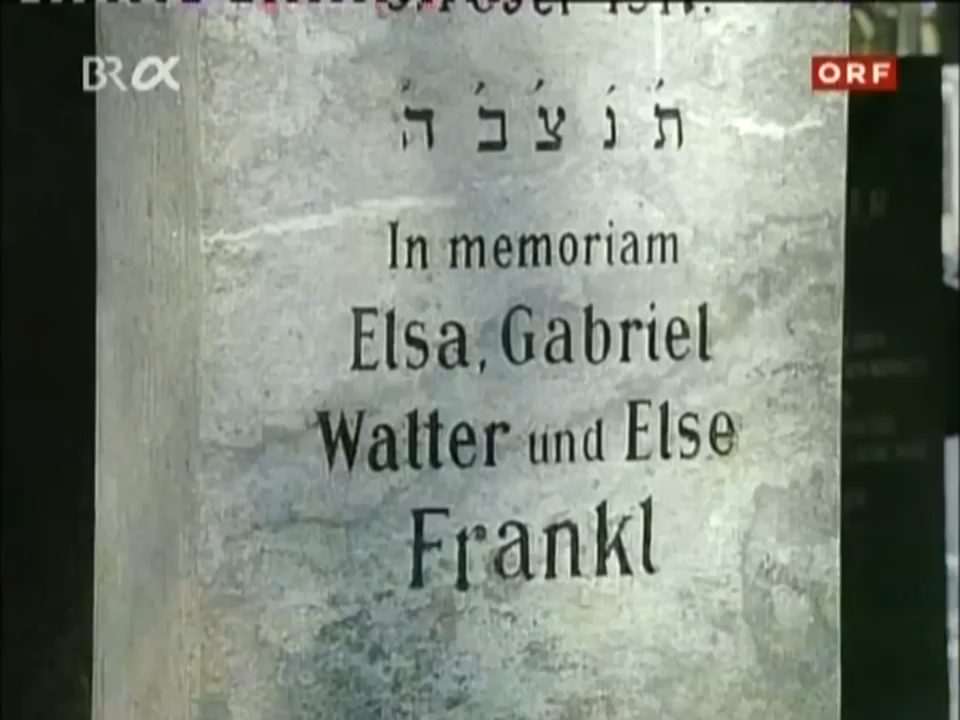 BRα
ORF
ת׳ נ׳ צ׳ ב׳ ה׳
In memoriam
Elsa, Gabriel
Walter und Else
Frankl